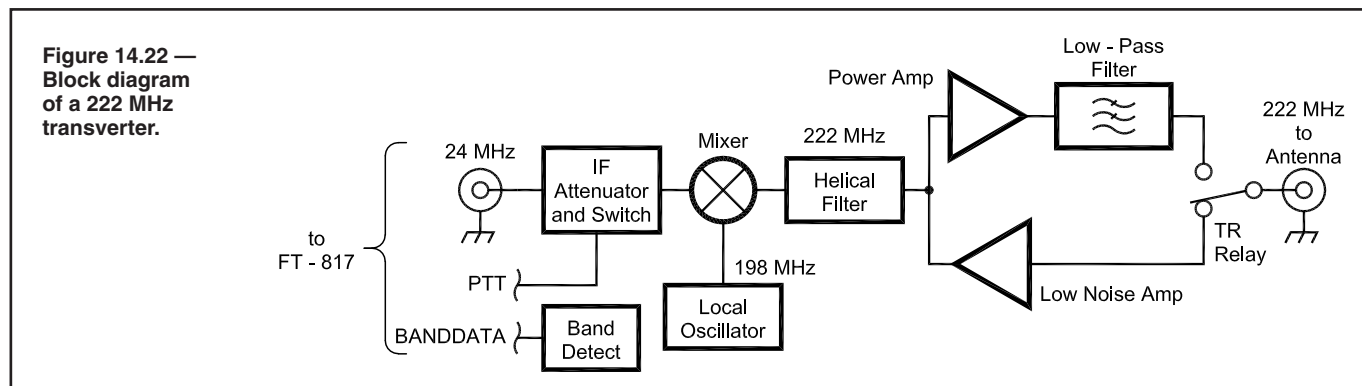 Figure 14.22 —
Block diagram
of a 222 MHz
transverter.
to
FT - 817
24 MHz
PTT
BANDDATA
IF
Attenuator
and Switch
Band
Detect
Mixer
198 MHz
Local
Oscillator
222 MHz
Helical
Filter
Power Amp
Low - Pass
Filter
Low Noise Amp
TR
Relay
222 MHz
to
Antenna